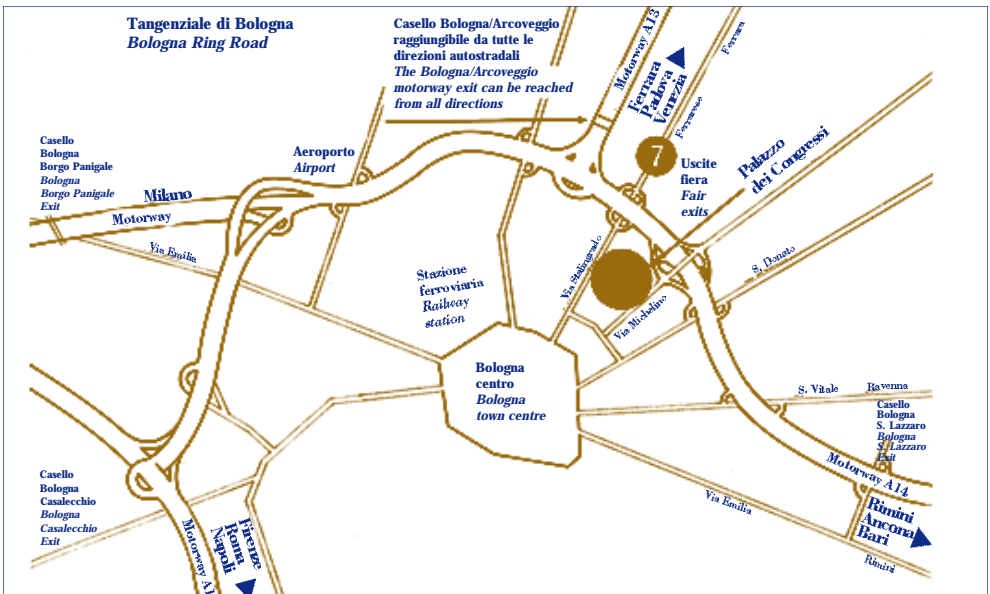 Tangenziale di Bologna
Bologna Ring Road
Casello Bologna/Arcoveggio
raggiungibile da tutte le
direzioni autostradali
The Bologna/Arcoveggio
motorway exit can be reached
from all directions
Motorway A13
Ferrara
Padova
Venezia
Ferrara
Ferrarese
7
Uscite
fiera
Fair
exits
Palazzo
dei Congressi
Casello
Bologna
Borgo Panigale
Bologna
Borgo Panigale
Exit
Aeroporto
Airport
Milano
Motorway
Via Emilia
Stazione
ferroviaria
Railway
station
Via Stalingrado
Via Michelino
S. Donato
Bologna
centro
Bologna
town centre
S. Vitale
Ravenna
Casello
Bologna
S. Lazzaro
Bologna
S. Lazzaro
Exit
Motorway A14
Rimini
Ancona
Bari
Via Emilia
Rimini
Casello
Bologna
Casalecchio
Bologna
Casalecchio
Exit
Motorway A1
Firenze
Roma
Napoli